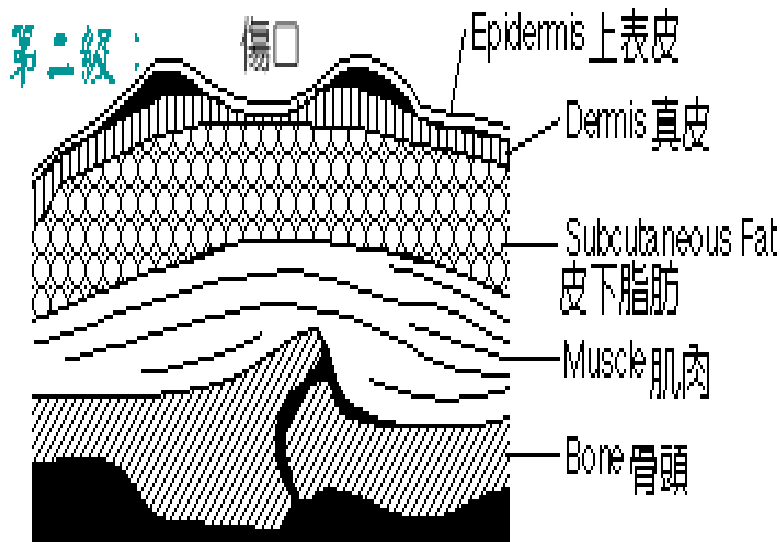 第二級：
傷口
Epidermis 上表皮
Dermis 真皮
Subcutaneous Fat
皮下脂肪
Muscle 肌肉
Bone 骨頭